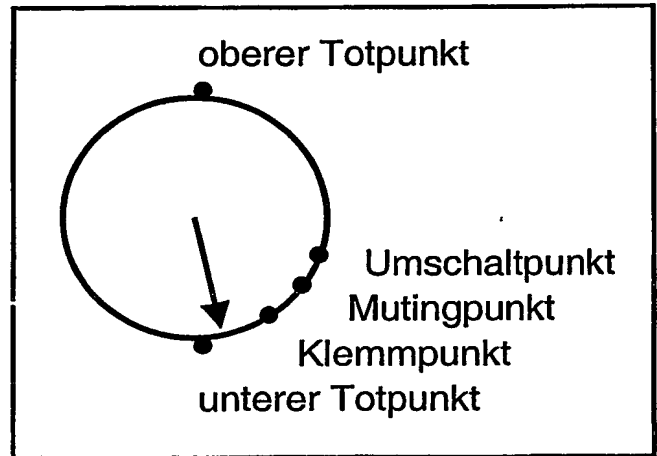 oberer Totpunkt
Umschaltpunkt
Mutingpunkt
Klemmpunkt
unterer Totpunkt